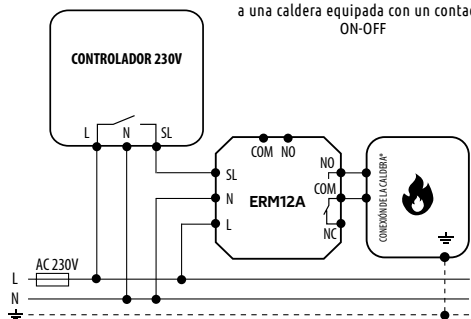 a una caldera equipada con un contac
ON-OFF
CONTROLADOR 230V
L N SL
COM NO
SL NO
N ERM12A COM
L NC
CONEXIÓN DE LA CALDERA*
AC 230V
L
N